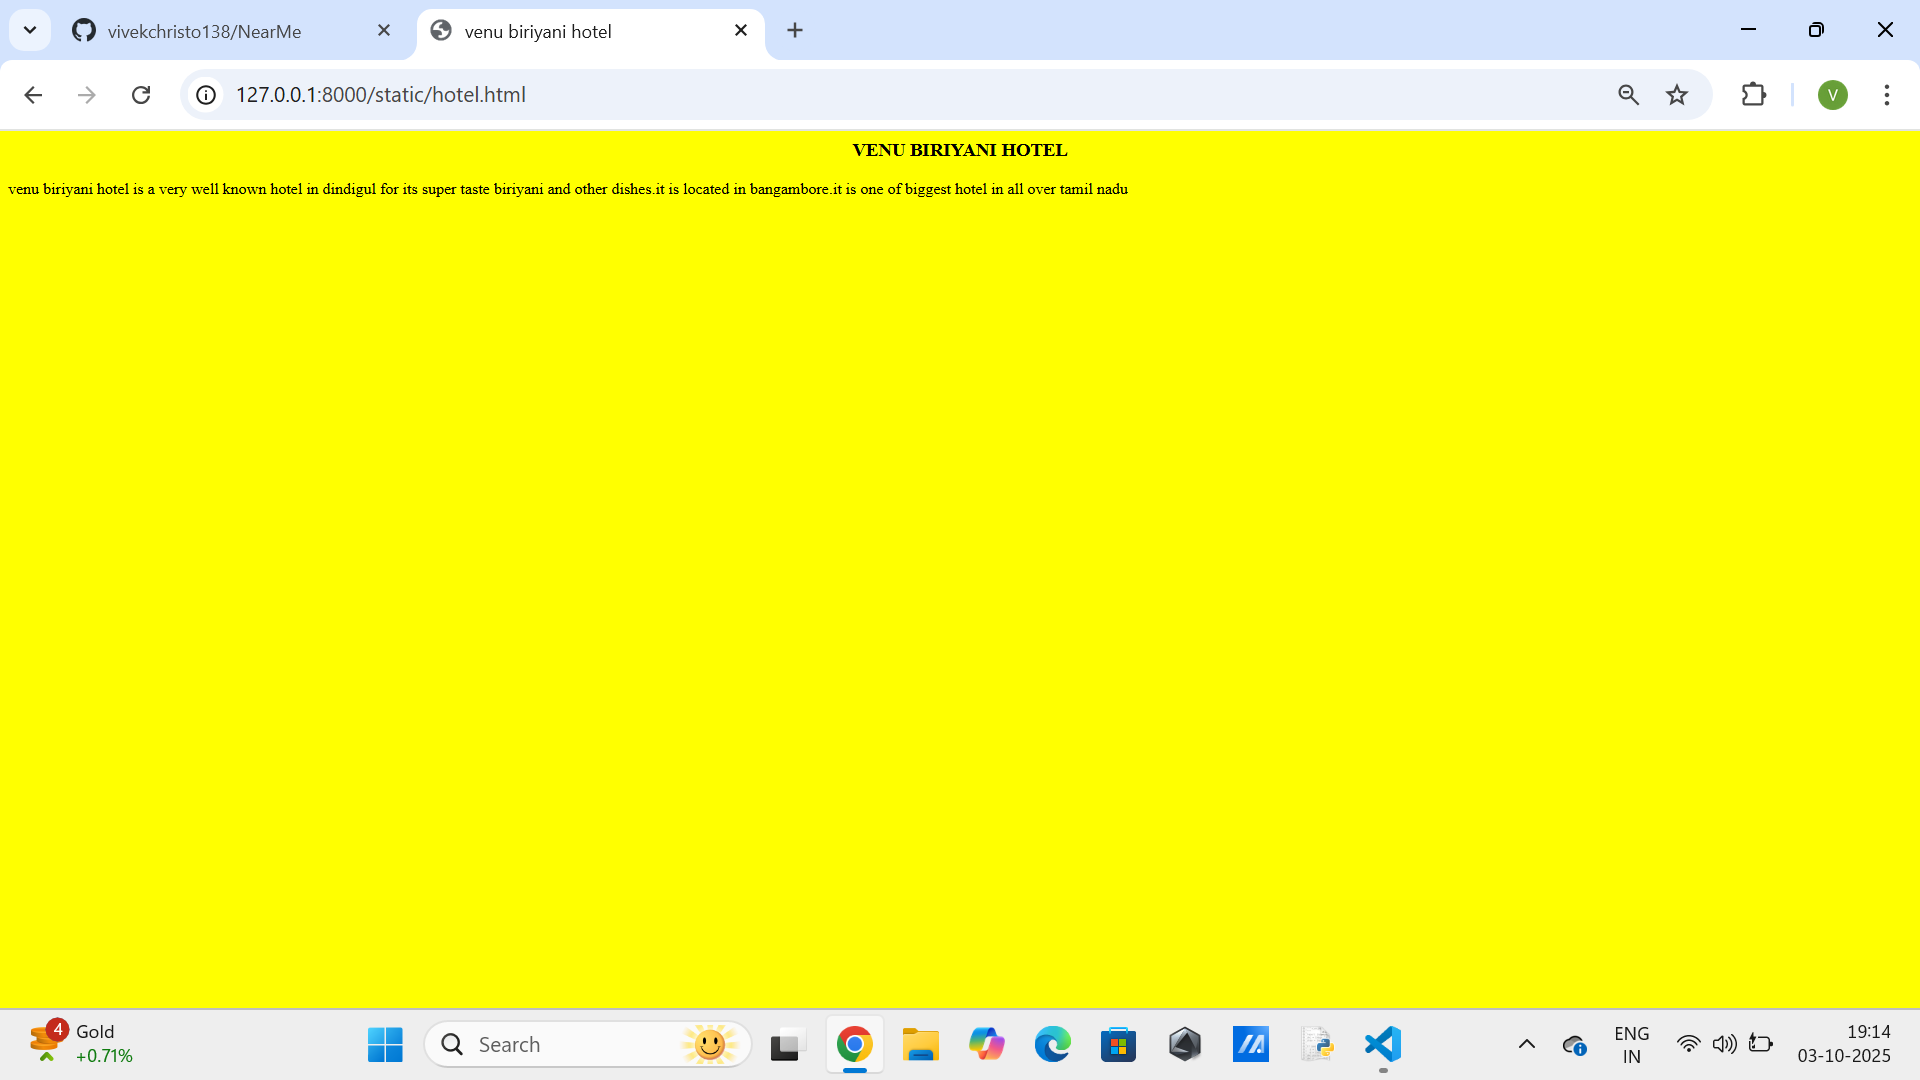 vivekchristo138/NearMe
venu biriyani hotel
127.0.0.1:8000/static/hotel.html
V
VENU BIRIYANI HOTEL
venu biriyani hotel is a very well known hotel in dindigul for its super taste biriyani and other dishes.it is located in bangambore.it is one of biggest hotel in all over tamil nadu
4
Gold
+0.71%
Search
ENG
IN
19:14
03-10-2025